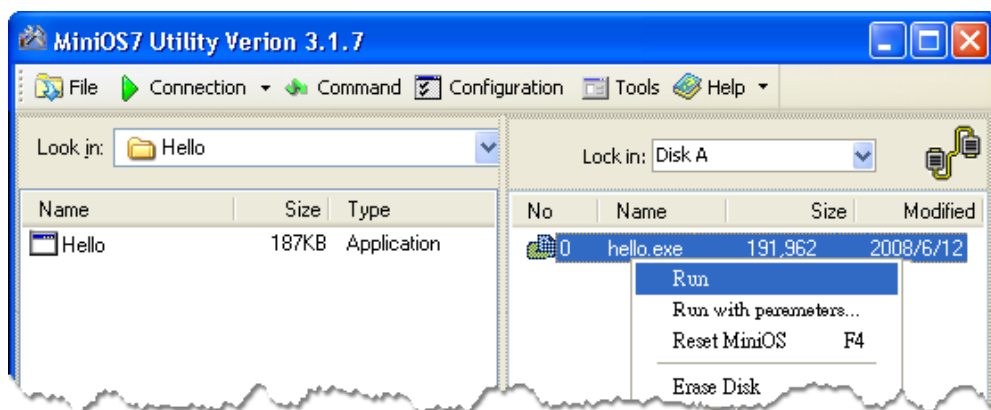 MiniOS7 Utility Verion 3.1.7
File Connection Command Configuration Tools Help
Look in: Hello
Lock in: Disk A
Name Size Type
Hello 187KB Application
No Name Size Modified
0 hello.exe 191,962 2008/6/12
Run
Run with peremeters...
Reset MiniOS F4
Erase Disk